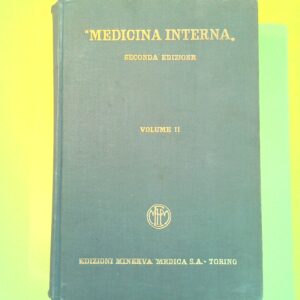 "MEDICINA INTERNA„
SECONDA EDIZIONE
VOLUME II
EDIZIONI MINERVA MEDICA S.A. - TORINO